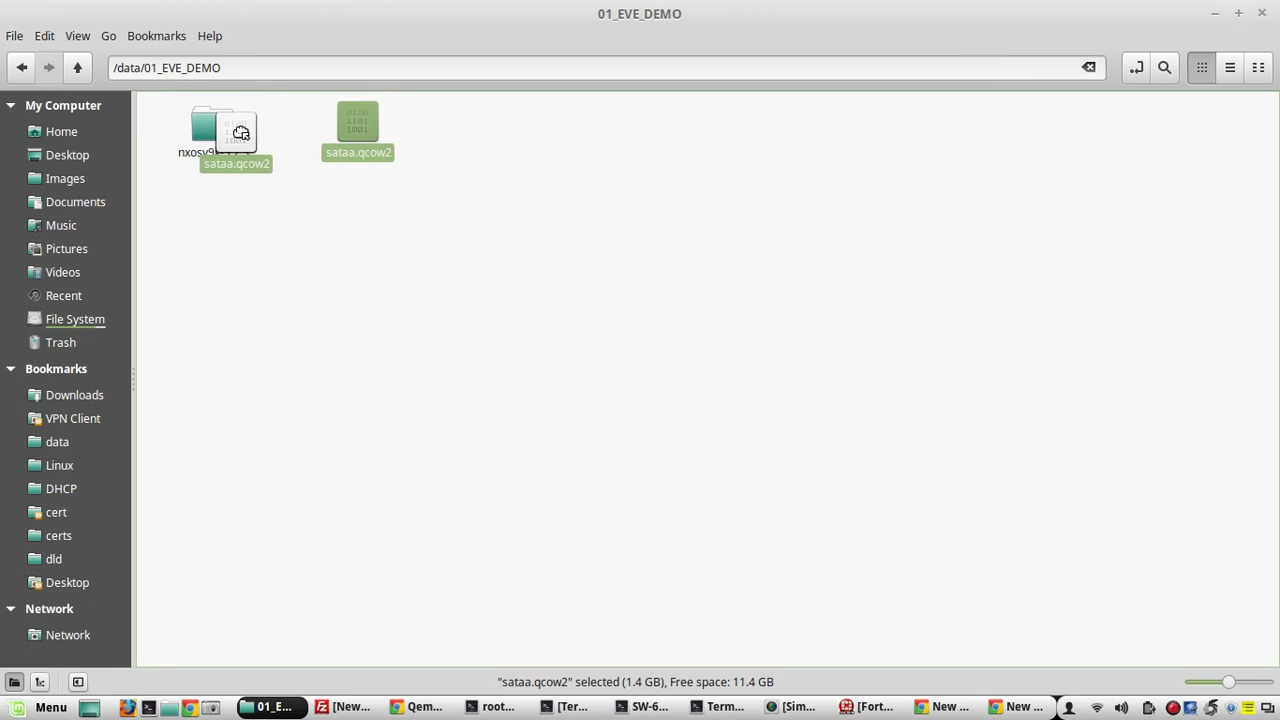 01_EVE_DEMO
File Edit View Go Bookmarks Help
/data/01_EVE_DEMO
My Computer
Home
Desktop
Images
Documents
Music
Pictures
Videos
Recent
File System
Trash
Bookmarks
Downloads
VPN Client
data
Linux
DHCP
cert
certs
dld
Desktop
Network
Network
sataa.qcow2
sataa.qcow2
"sataa.qcow2" selected (1.4 GB), Free space: 11.4 GB
Menu 01_E... [New... Qem... root... [Ter... SW-6... Term... [Sim... [Fort... New ... New ...